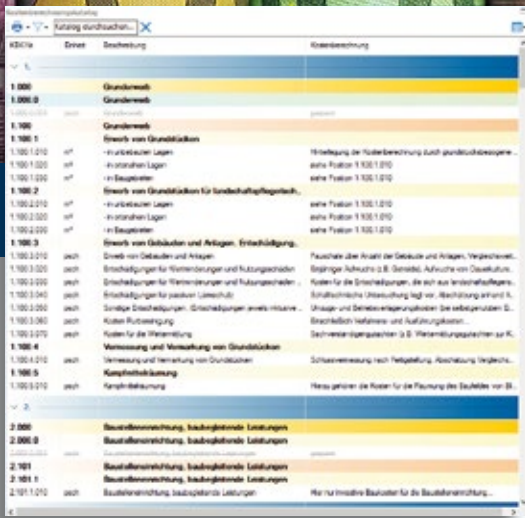 Kostenberechnungskatalog
Katalog durchsuchen...
KBK-Nr. Einheit Beschreibung Kostenberechnung
1.
1.000 Grunderwerb
1.000.0 Grunderwerb
1.100 Grunderwerb
1.100.1 Erwerb von Grundstücken
1.100.1.010 m² - in unbebauten Lagen Hinterlegung der Kostenberechnung durch grundstücksbezogene...
1.100.1.020 m² - in ortsnahen Lagen siehe Position 1.100.1.010
1.100.1.030 m² - in Baugebieten siehe Position 1.100.1.010
1.100.2 Erwerb von Grundstücken für landschaftspflegerisch...
1.100.2.010 m² - in unbebauten Lagen siehe Position 1.100.1.010
1.100.2.020 m² - in ortsnahen Lagen siehe Position 1.100.1.010
1.100.2.030 m² - in Baugebieten siehe Position 1.100.1.010
1.100.3 Erwerb von Gebäuden und Anlagen, Entschädigung...
1.100.3.010 psch Erwerb von Gebäuden und Anlagen Pauschale über Anzahl der Gebäude und Anlagen, Vergleichswert...
1.100.3.020 psch Entschädigungen für Wertminderungen und Nutzungsschäden Einjähriger Aufwuchs (z.B. Getreide), Aufwuchs von Dauerkulture...
1.100.3.030 psch Entschädigungen für Wertminderungen und Nutzungsschäden ... Kosten für die Entschädigungen, die sich aus landschaftspflegeris...
1.100.3.040 psch Entschädigungen für passiven Lärmschutz Schalltechnische Untersuchung liegt vor, Abschätzung anhand
1.100.3.050 psch Sonstige Entschädigungen, (Entschädigungen jeweils inklusive ... Umzugs- und Betriebsverlagerungskosten (bei selbstgenutzten
1.100.3.060 psch Kosten Flurbereinigung Einschließlich Verfahrens- und Ausführungskosten...
1.100.3.070 psch Kosten für die Wertermittlung Sachverständigengutachten (z.B. Wertermittlungsgutachten zur K...
1.100.4 Vermessung und Vermarkung von Grundstücken
1.100.4.010 psch Vermessung und Vermarkung von Grundstücken Schlussvermessung nach Fertigstellung, Abschätzung Vergleichs...
1.100.5 Kampfmittelräumung
1.100.5.010 psch Kampfmittelräumung Hierzu gehören die Kosten für die Räumung des Baufeldes von
2.
2.000 Baustelleneinrichtung, baubegleitende Leistungen
2.000.0 Baustelleneinrichtung, baubegleitende Leistungen
2.101 Baustelleneinrichtung, baubegleitende Leistungen
2.101.1 Baustelleneinrichtung, baubegleitende Leistungen
2.101.1.010 psch Baustelleneinrichtung, baubegleitende Leistungen Hier nur investive Baukosten für die Baustelleneinrichtung...